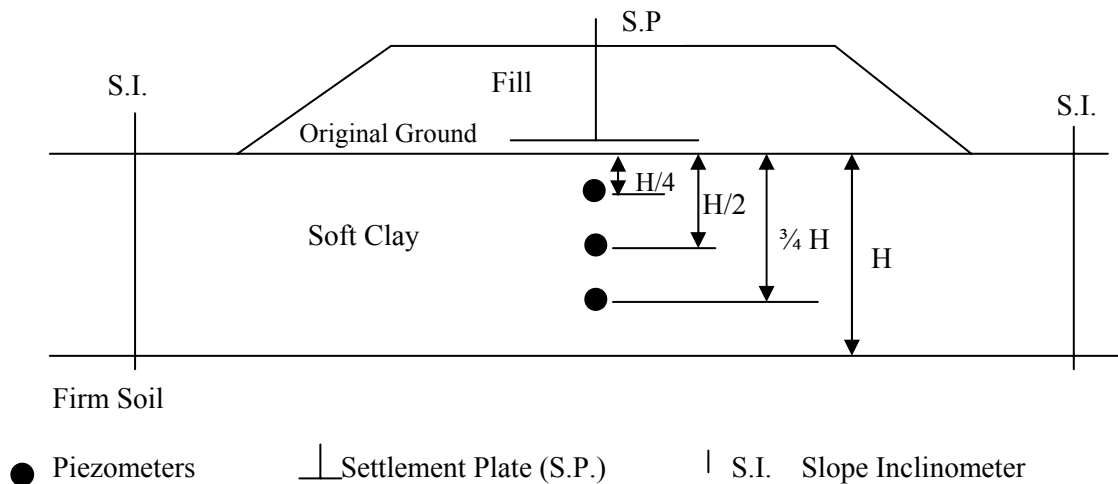 S.P
S.I.
Fill
S.I.
Original Ground
H/4
H/2
Soft Clay
¾ H
H
Firm Soil
Piezometers Settlement Plate (S.P.) S.I. Slope Inclinometer